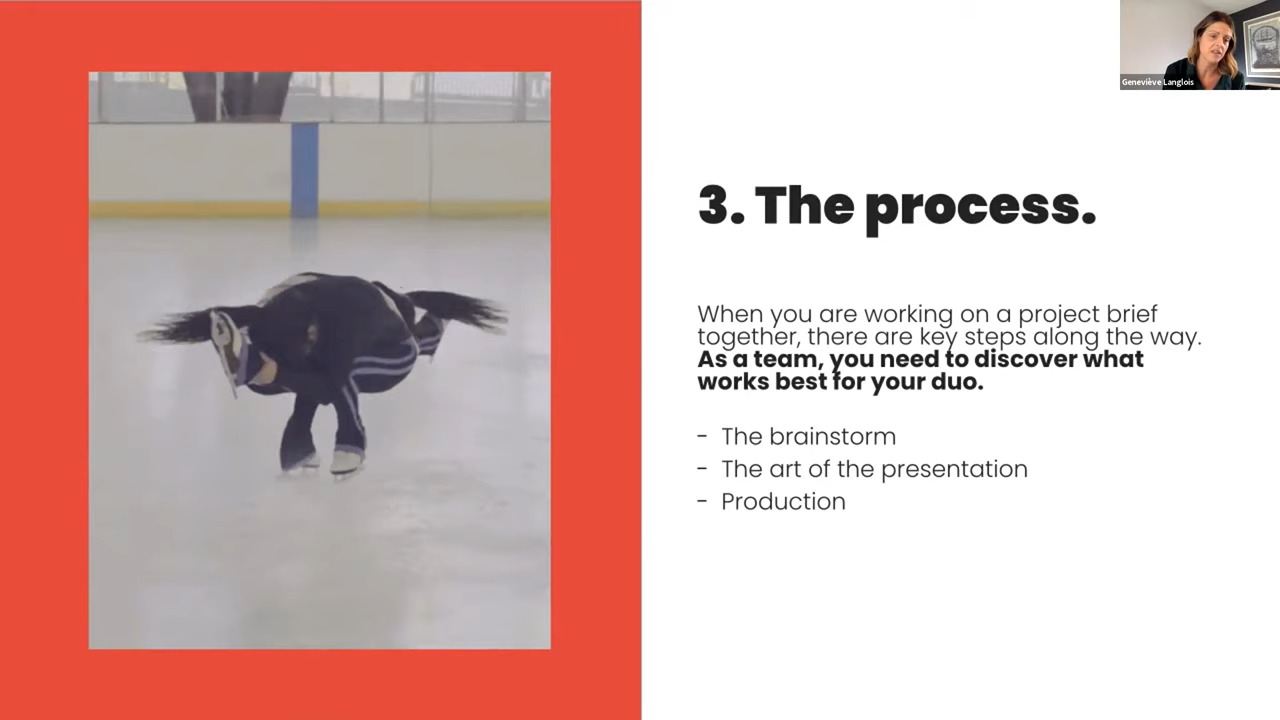 Geneviève Langlois
3. The process.
When you are working on a project brief
together, there are key steps along the way.
As a team, you need to discover what
works best for your duo.
- The brainstorm
- The art of the presentation
- Production